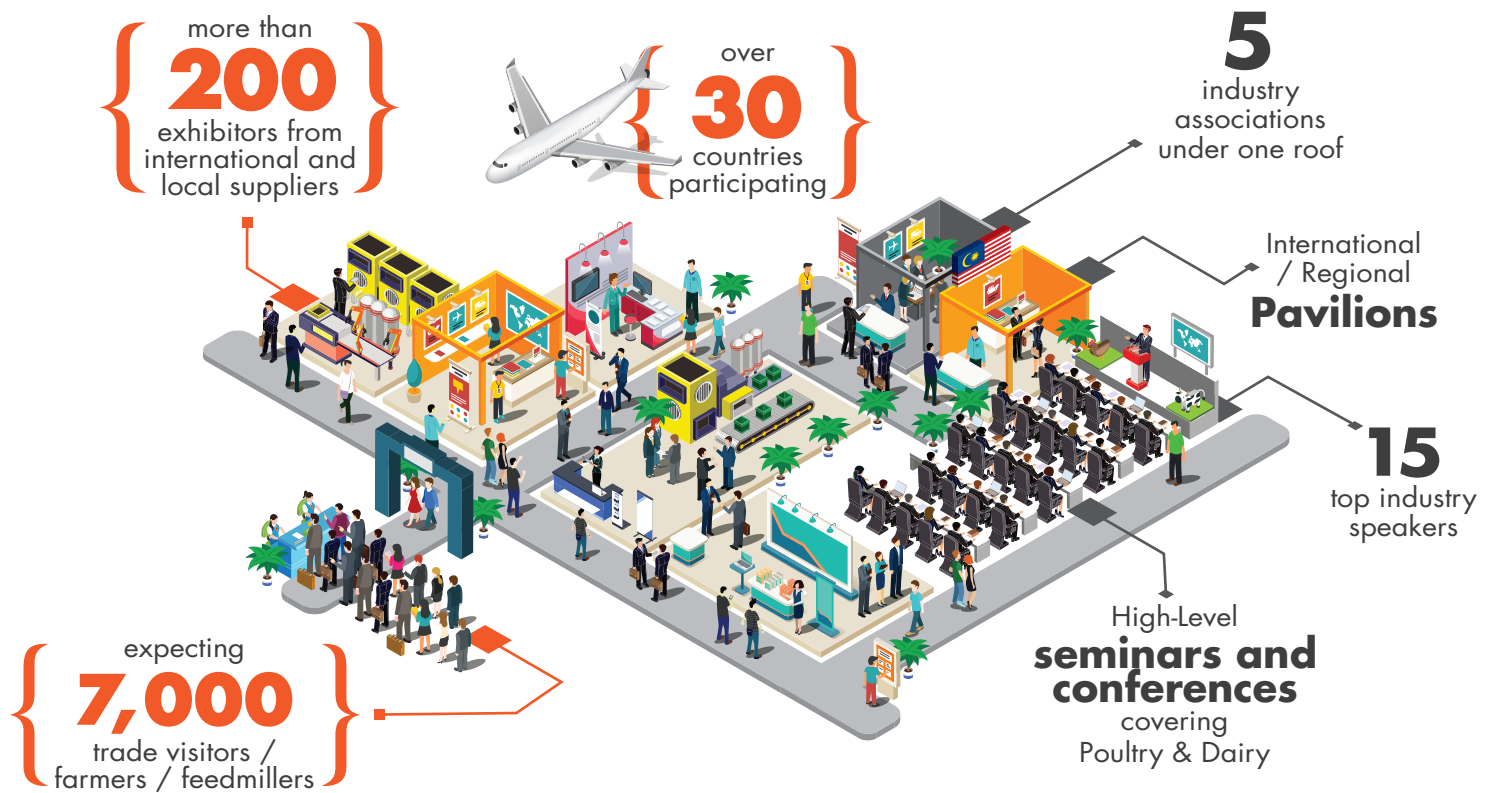 more than
200
exhibitors from
international and
local suppliers
over
30
countries
participating
5
industry
associations
under one roof
International
/ Regional
Pavilions
15
top industry
speakers
High-Level
seminars and
conferences
covering
Poultry & Dairy
expecting
7,000
trade visitors /
farmers / feedmillers